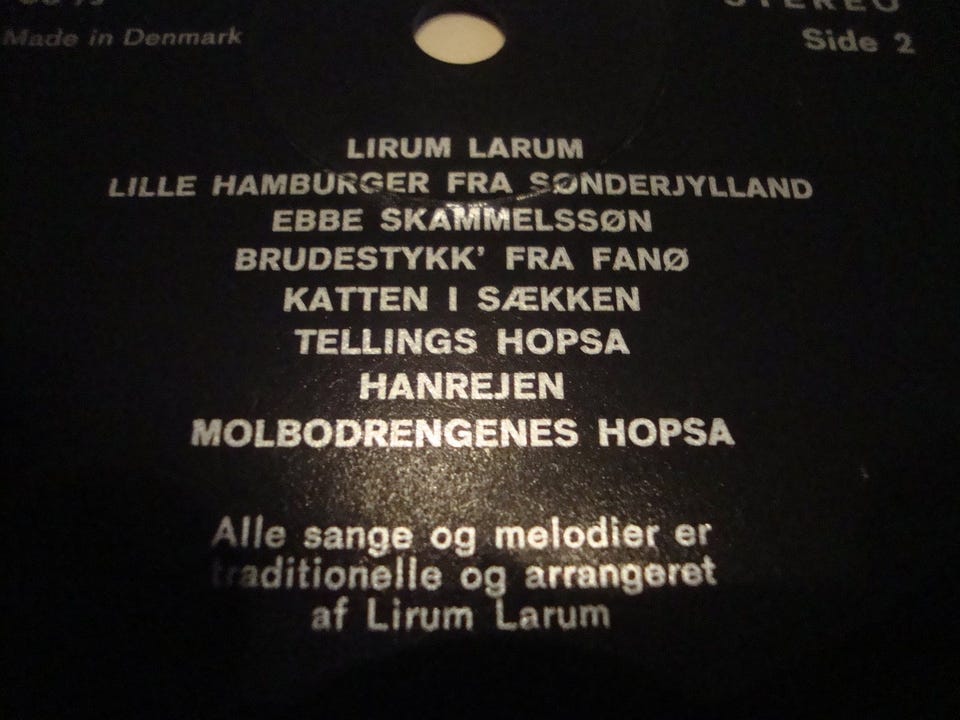 STEREO
Made in Denmark
Side 2
LIRUM LARUM
LILLE HAMBURGER FRA SØNDERJYLLAND
EBBE SKAMMELSSØN
BRUDESTYKK' FRA FANØ
KATTEN I SÆKKEN
TELLINGS HOPSA
HANREJEN
MOLBODRENGENES HOPSA
Alle sange og melodier er
traditionelle og arrangeret
af Lirum Larum